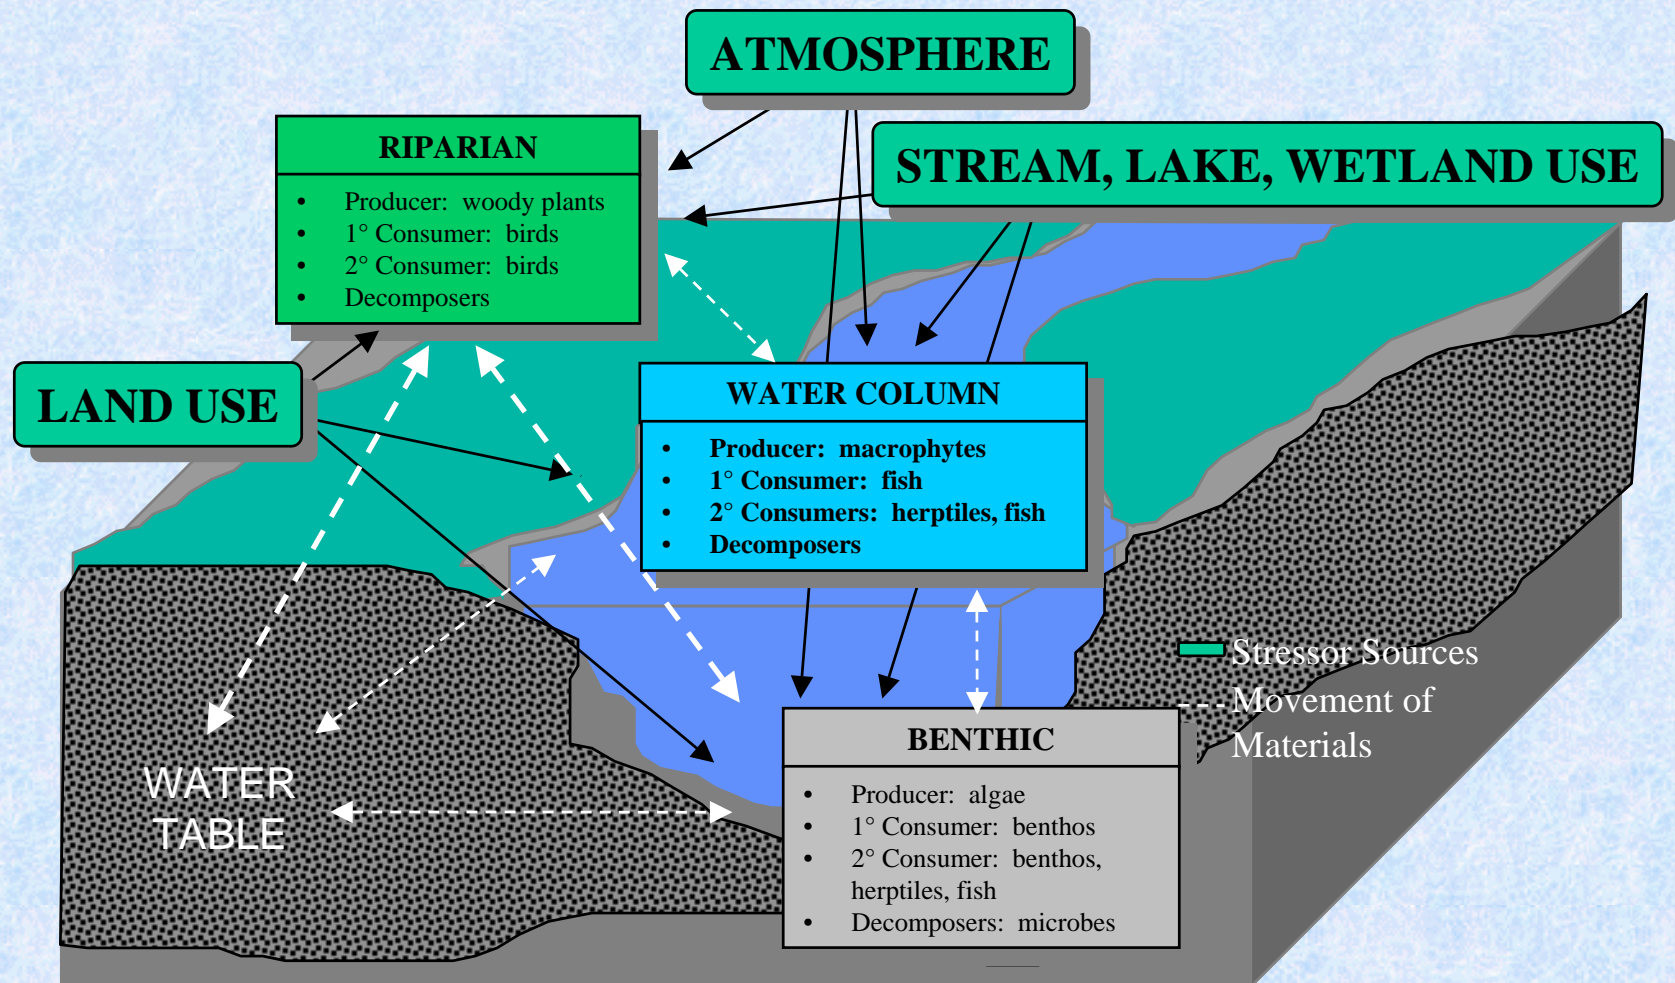 ATMOSPHERE
RIPARIAN
• Producer: woody plants
• 1° Consumer: birds
• 2° Consumer: birds
• Decomposers
STREAM, LAKE, WETLAND USE
LAND USE
WATER COLUMN
• Producer: macrophytes
• 1° Consumer: fish
• 2° Consumers: herptiles, fish
• Decomposers
Stressor Sources
Movement of
Materials
WATER
TABLE
BENTHIC
• Producer: algae
• 1° Consumer: benthos
• 2° Consumer: benthos,
herptiles, fish
• Decomposers: microbes